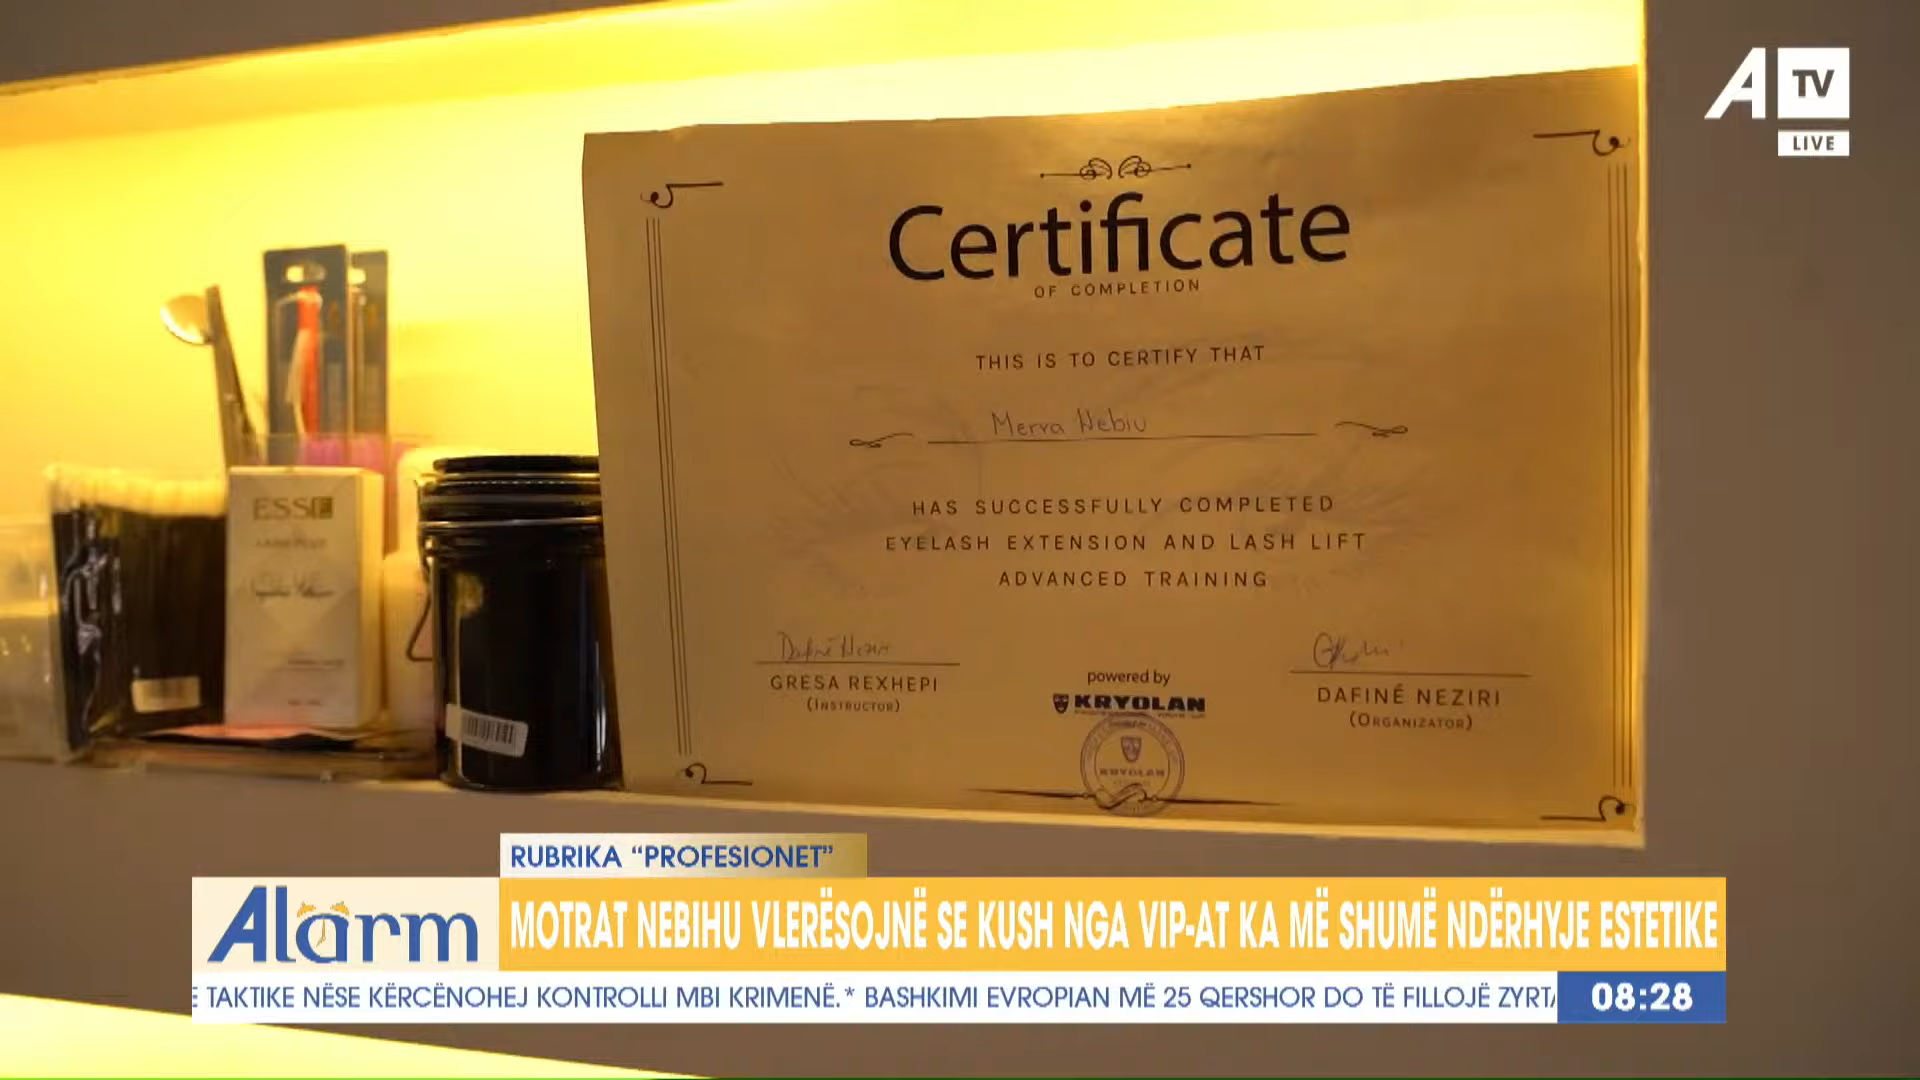 A TV
LIVE
Certificate
OF COMPLETION
THIS IS TO CERTIFY THAT
Merva Nebiu
HAS SUCCESSFULLY COMPLETED
EYELASH EXTENSION AND LASH LIFT
ADVANCED TRAINING
GRESA REXHEPI
(INSTRUCTOR)
powered by
KRYOLAN
KRYOLAN
DAFINË NEZIRI
(ORGANIZATOR)
ESSE
RUBRIKA “PROFESIONET”
Alarm
MOTRAT NEBIHU VLERËSOJNË SE KUSH NGA VIP-AT KA MË SHUMË NDËRHYJE ESTETIKE
TAKTIKE NËSE KËRCËNOHEJ KONTROLLI MBI KRIMENË.* BASHKIMI EVROPIAN MË 25 QERSHOR DO TË FILLOJË
08:28